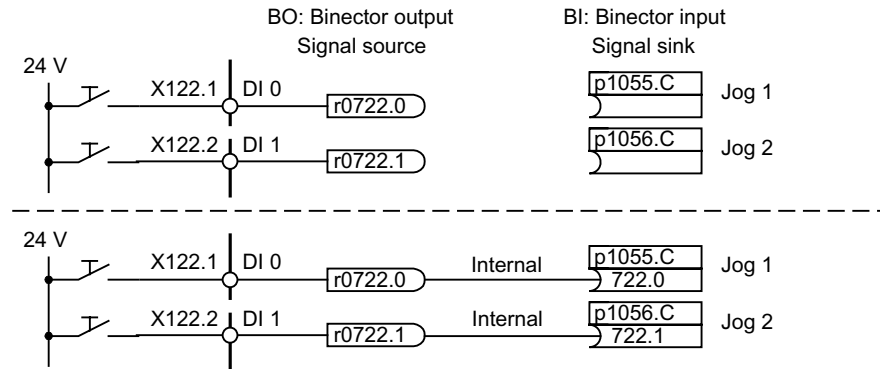 BO: Binector output BI: Binector input
Signal source Signal sink
24 V
X122.1 DI 0 r0722.0 p1055.C Jog 1
X122.2 DI 1 r0722.1 p1056.C Jog 2
24 V
X122.1 DI 0 r0722.0 Internal p1055.C 722.0 Jog 1
X122.2 DI 1 r0722.1 Internal p1056.C 722.1 Jog 2